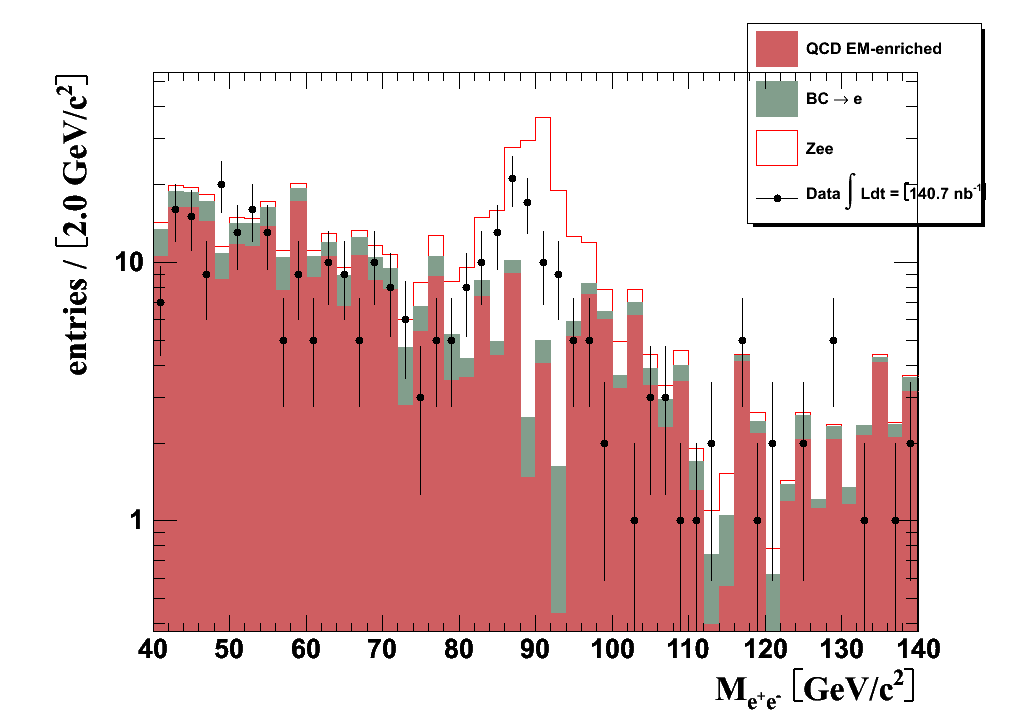 QCD EM-enriched
BC → e
Zee
Data ∫ Ldt = [140.7 nb⁻¹]
entries / [2.0 GeV/c²]
10
1
40 50 60 70 80 90 100 110 120 130 140
M e⁺e⁻ [GeV/c²]